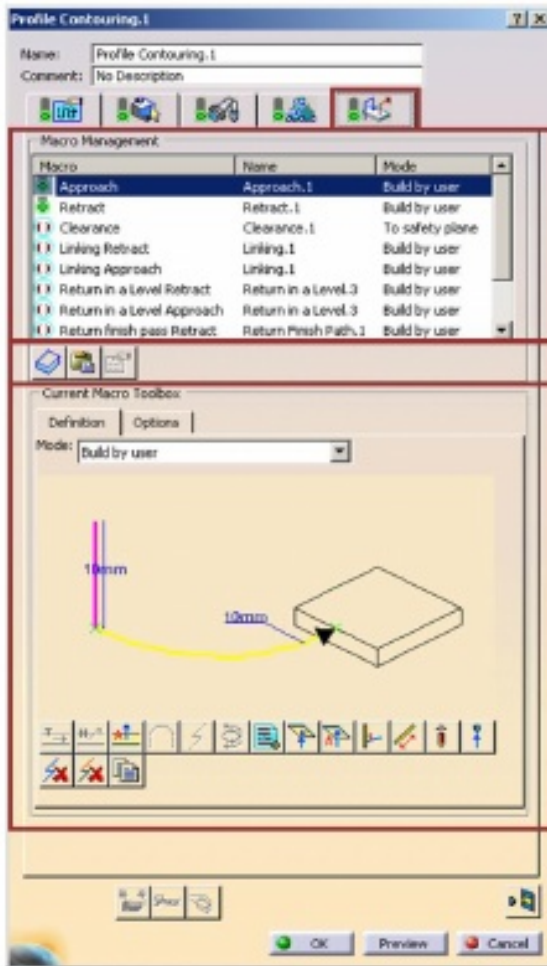 Profile Contouring.1
Name: Profile Contouring.1
Comment: No Description
Macro Management
Macro Name Mode
Approach Approach.1 Build by user
Retract Retract.1 Build by user
Clearance Clearance.1 To safety plane
Linking Retract Linking.1 Build by user
Linking Approach Linking.1 Build by user
Return in a Level Retract Return in a Level.3 Build by user
Return in a Level Approach Return in a Level.3 Build by user
Return finish pass Retract Return Finish Path.1 Build by user
Current Macro Toolbox
Definition Options
Mode: Build by user
10mm
10mm
OK Preview Cancel